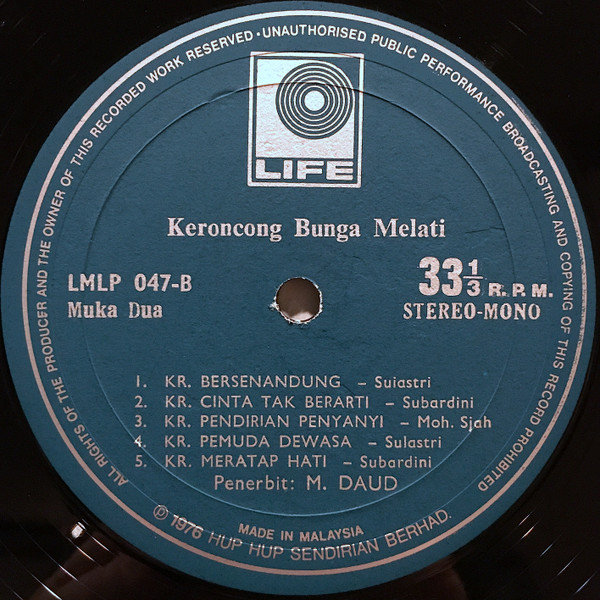 ALL RIGHTS OF THE PRODUCER AND THE OWNER OF THIS RECORDED WORK RESERVED • UNAUTHORISED PUBLIC PERFORMANCE BROADCASTING AND COPYING OF THIS RECORD PROHIBITED
LIFE
Keroncong Bunga Melati
LMLP 047-B
Muka Dua
33 1/3 R.P.M.
STEREO-MONO
1. KR. BERSENANDUNG – Suiastri
2. KR. CINTA TAK BERARTI – Subardini
3. KR. PENDIRIAN PENYANYI – Moh. Sjah
4. KR. PEMUDA DEWASA – Sulastri
5. KR. MERATAP HATI – Subardini
Penerbit: M. DAUD
MADE IN MALAYSIA
℗ 1976 HUP HUP SENDIRIAN BERHAD.